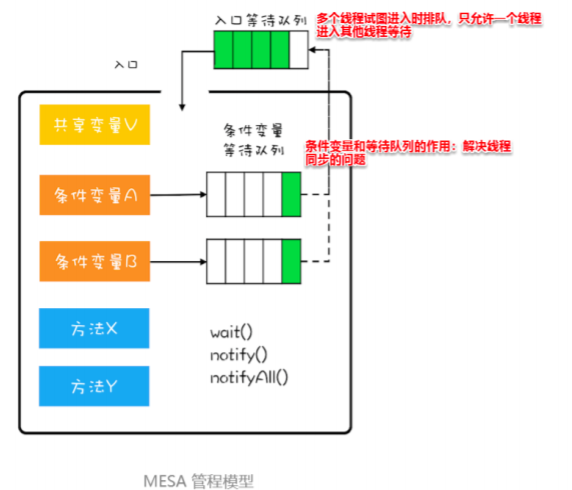 入口等待队列
多个线程试图进入时排队，只允许一个线程
进入其他线程等待
入口
共享变量V
条件变量
等待队列
条件变量和等待队列的作用：解决线程
同步的问题
条件变量A
条件变量B
方法X
方法Y
wait()
notify()
notifyAll()
MESA 管程模型